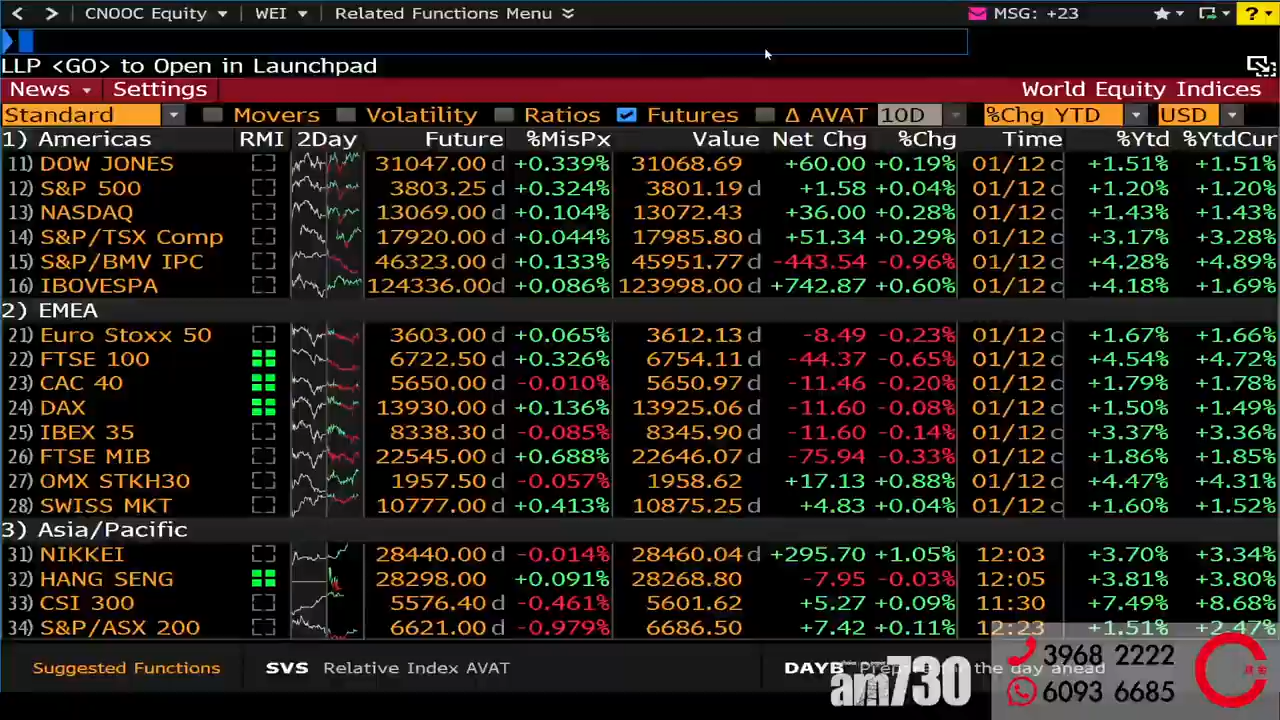 < > CNOOC Equity WEI Related Functions Menu MSG: +23 ?
LLP <GO> to Open in Launchpad
News Settings World Equity Indices
Standard Movers Volatility Ratios Futures Δ AVAT 10D %Chg YTD USD
1) Americas RMI 2Day Future %MisPx Value Net Chg %Chg Time %Ytd %YtdCur
11) DOW JONES 31047.00 d +0.339% 31068.69 +60.00 +0.19% 01/12 c +1.51% +1.51%
12) S&P 500 3803.25 d +0.324% 3801.19 d +1.58 +0.04% 01/12 c +1.20% +1.20%
13) NASDAQ 13069.00 d +0.104% 13072.43 +36.00 +0.28% 01/12 c +1.43% +1.43%
14) S&P/TSX Comp 17920.00 d +0.044% 17985.80 d +51.34 +0.29% 01/12 c +3.17% +3.28%
15) S&P/BMV IPC 46323.00 d +0.133% 45951.77 d -443.54 -0.96% 01/12 c +4.28% +4.89%
16) IBOVESPA 124336.00 d +0.086% 123998.00 d +742.87 +0.60% 01/12 c +4.18% +1.69%
2) EMEA
21) Euro Stoxx 50 3603.00 d +0.065% 3612.13 d -8.49 -0.23% 01/12 c +1.67% +1.66%
22) FTSE 100 6722.50 d +0.326% 6754.11 d -44.37 -0.65% 01/12 c +4.54% +4.72%
23) CAC 40 5650.00 d -0.010% 5650.97 d -11.46 -0.20% 01/12 c +1.79% +1.78%
24) DAX 13930.00 d +0.136% 13925.06 d -11.60 -0.08% 01/12 c +1.50% +1.49%
25) IBEX 35 8338.30 d -0.085% 8345.90 d -11.60 -0.14% 01/12 c +3.37% +3.36%
26) FTSE MIB 22545.00 d +0.688% 22646.07 d -75.94 -0.33% 01/12 c +1.86% +1.85%
27) OMX STKH30 1957.50 d -0.057% 1958.62 d +17.13 +0.88% 01/12 c +4.47% +4.31%
28) SWISS MKT 10777.00 d +0.413% 10875.25 d +4.83 +0.04% 01/12 c +1.60% +1.52%
3) Asia/Pacific
31) NIKKEI 28440.00 d -0.014% 28460.04 d +295.70 +1.05% 12:03 +3.70% +3.34%
32) HANG SENG 28298.00 +0.091% 28268.80 -7.95 -0.03% 12:05 +3.81% +3.80%
33) CSI 300 5576.40 d -0.461% 5601.62 +5.27 +0.09% 11:30 +7.49% +8.68%
34) S&P/ASX 200 6621.00 d -0.979% 6686.50 +7.42 +0.11% 12:23 +1.51% +2.47%
Suggested Functions SVS Relative Index AVAT DAYB Prepare for the day ahead
am730
3968 2222
6093 6685